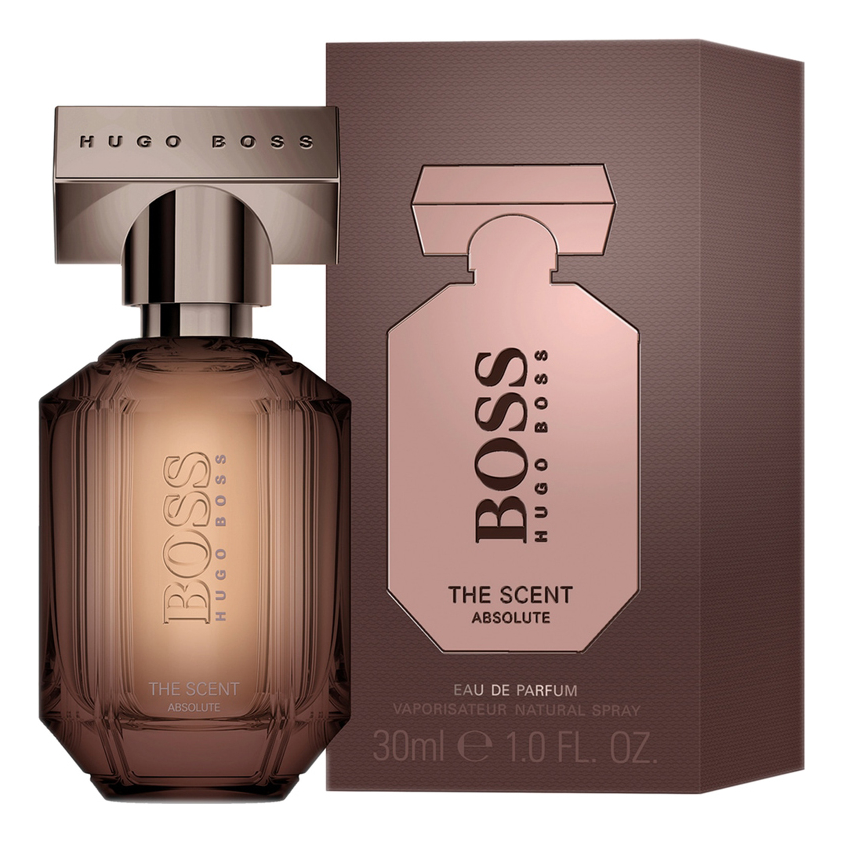 HUGO BOSS
BOSS
HUGO BOSS
THE SCENT
ABSOLUTE
BOSS
HUGO BOSS
THE SCENT
ABSOLUTE
EAU DE PARFUM
VAPORISATEUR NATURAL SPRAY
30ml ℮ 1.0 FL. OZ.